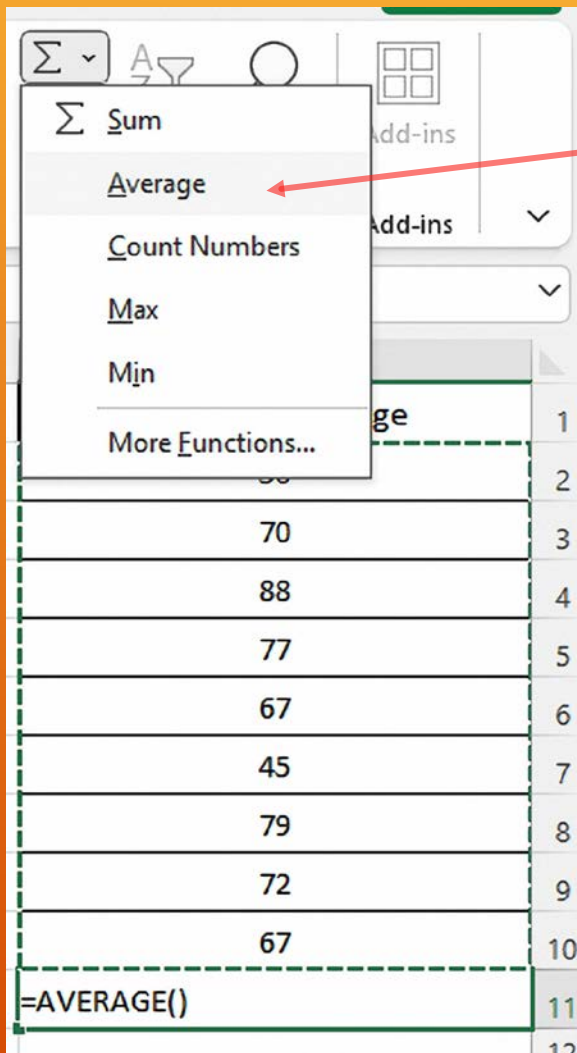 Σ
A
Z
Σ Sum
Add-ins
Average
Add-ins
Count Numbers
Max
Min
More Functions...
ge 1
2
70 3
88 4
77 5
67 6
45 7
79 8
72 9
67 10
=AVERAGE() 11
12